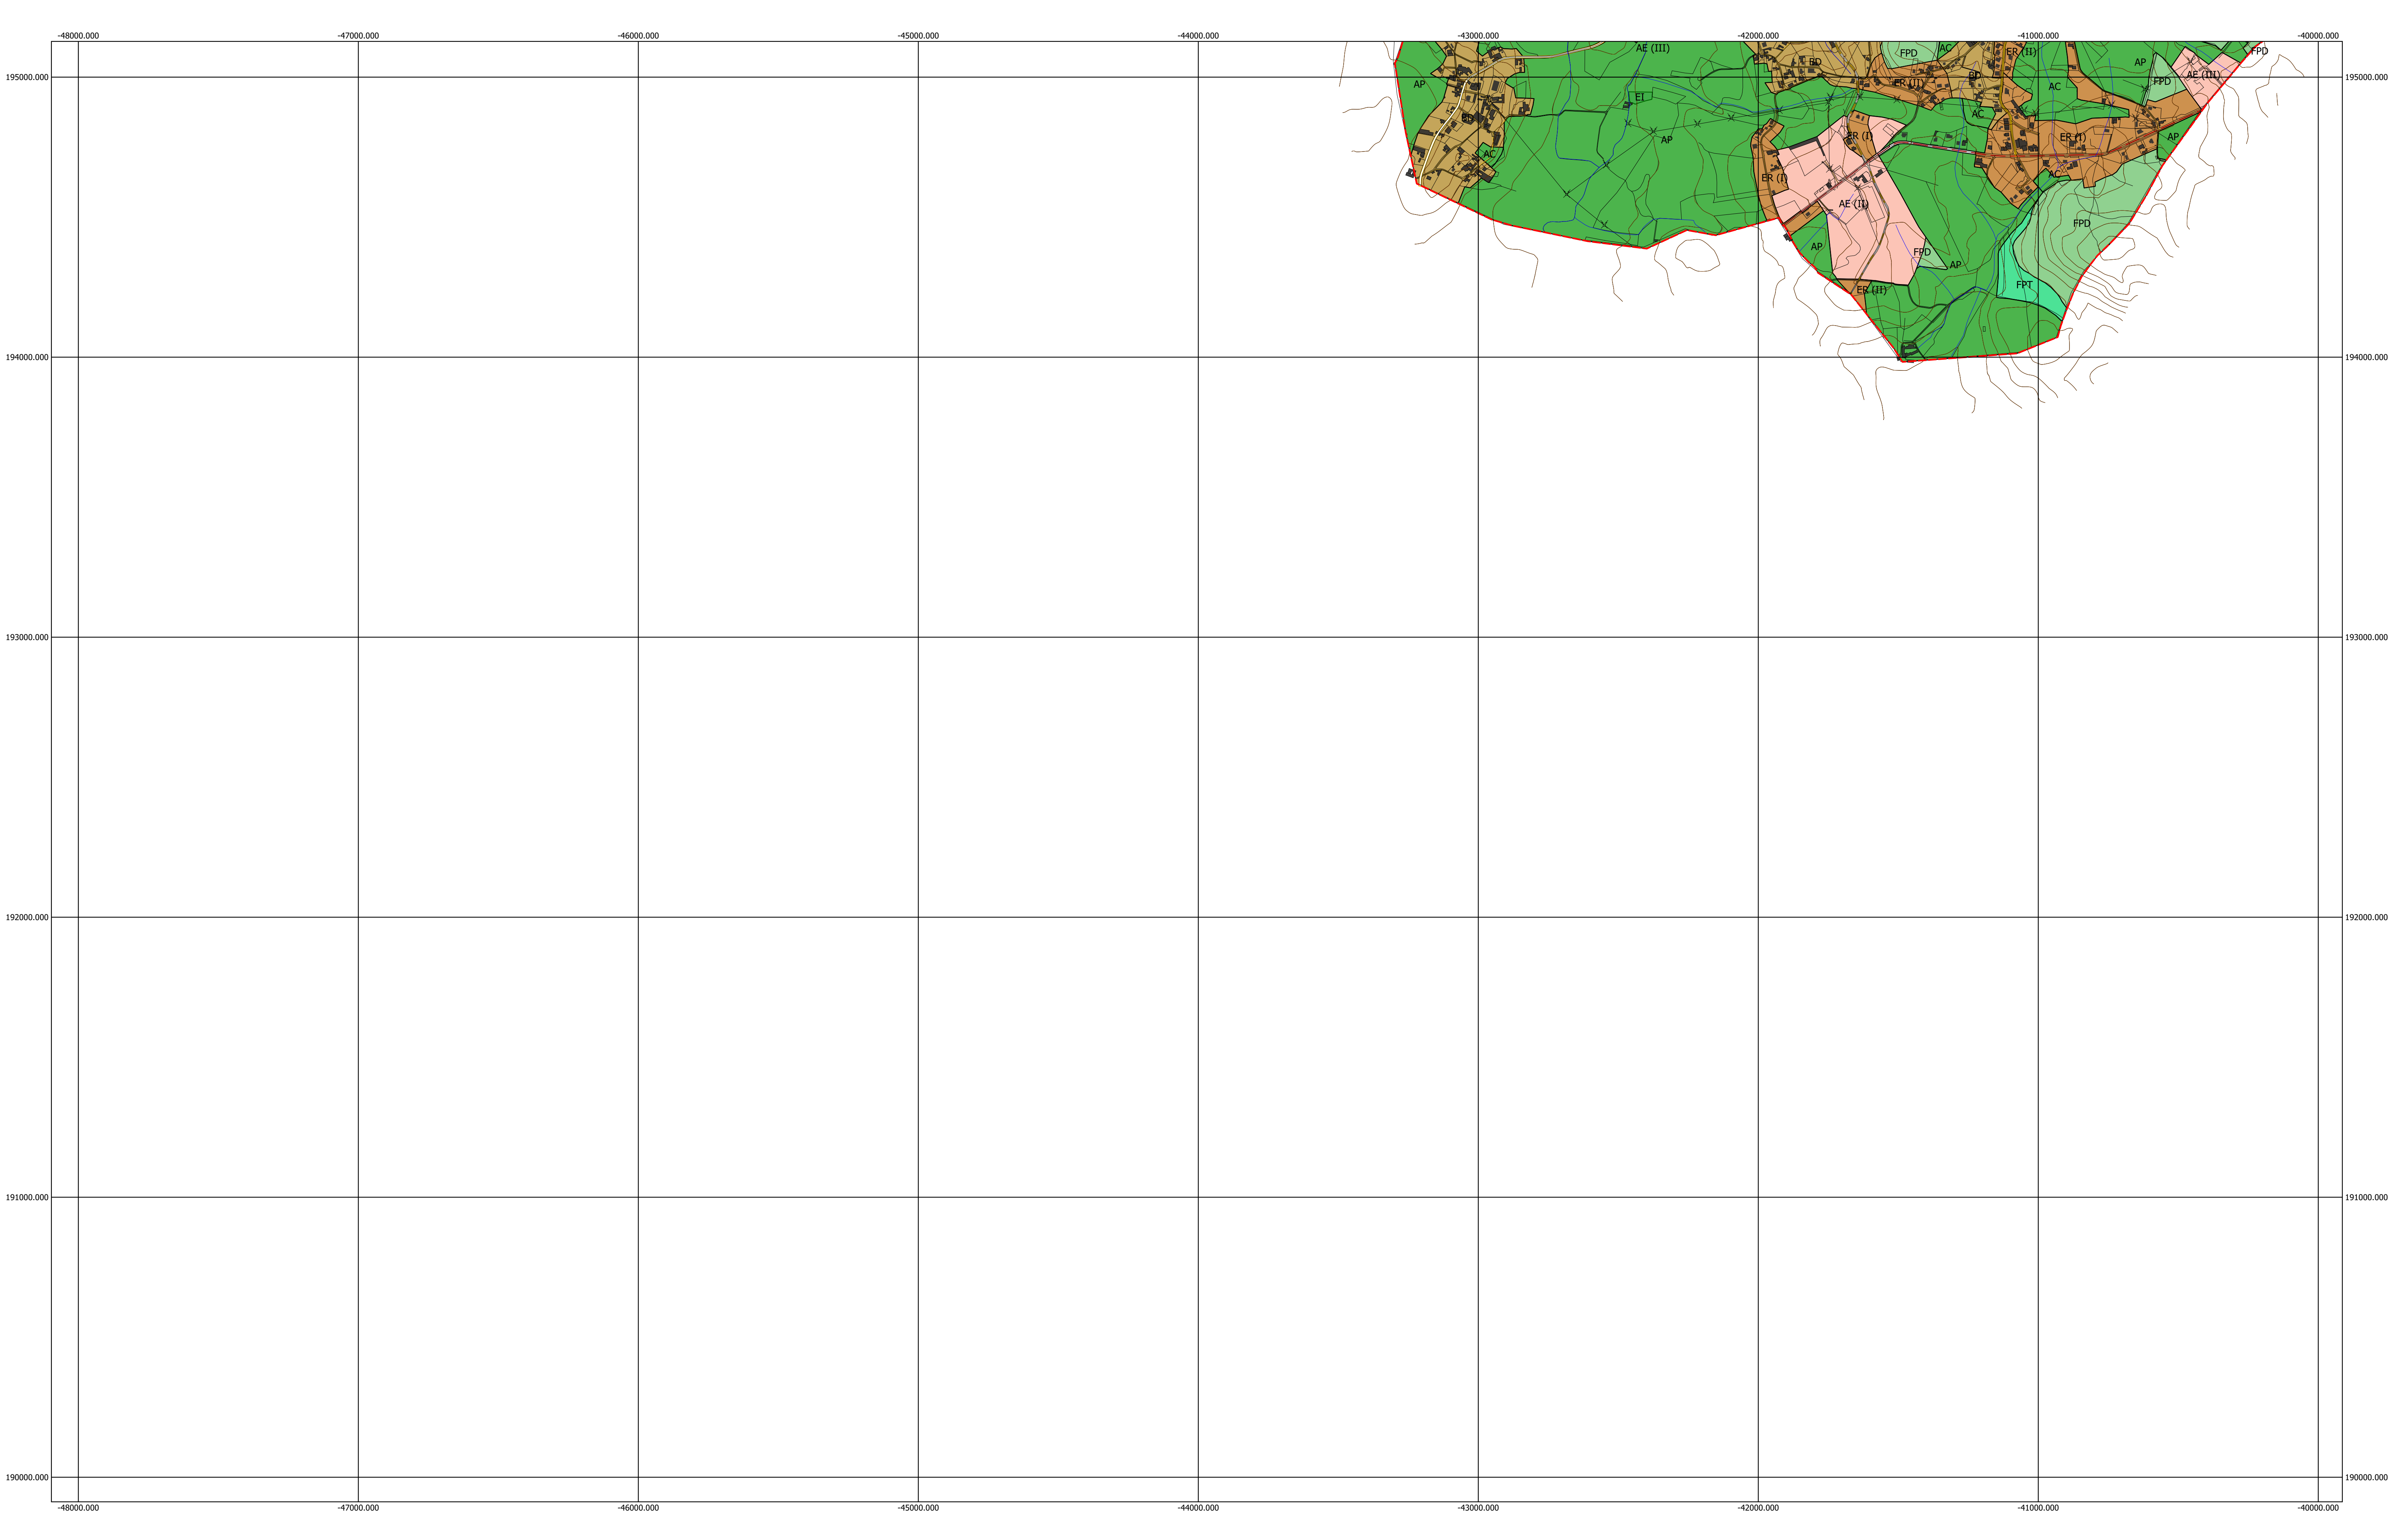 -48000.000 -47000.000 -46000.000 -45000.000 -44000.000 -43000.000 -42000.000 -41000.000 -40000.000
AE (III) FPD AC ER (II) FPD
195000.000 AP BD BD AP AE (III) 195000.000
ER (II) AC FPD
EI
AC
AP ER (I) ER (I) AP
AC
ER (I) AC
AE (II)
FPD
AP FPD
AP
FPT
ER (II)
194000.000 194000.000
193000.000 193000.000
192000.000 192000.000
191000.000 191000.000
190000.000 190000.000
-48000.000 -47000.000 -46000.000 -45000.000 -44000.000 -43000.000 -42000.000 -41000.000 -40000.000